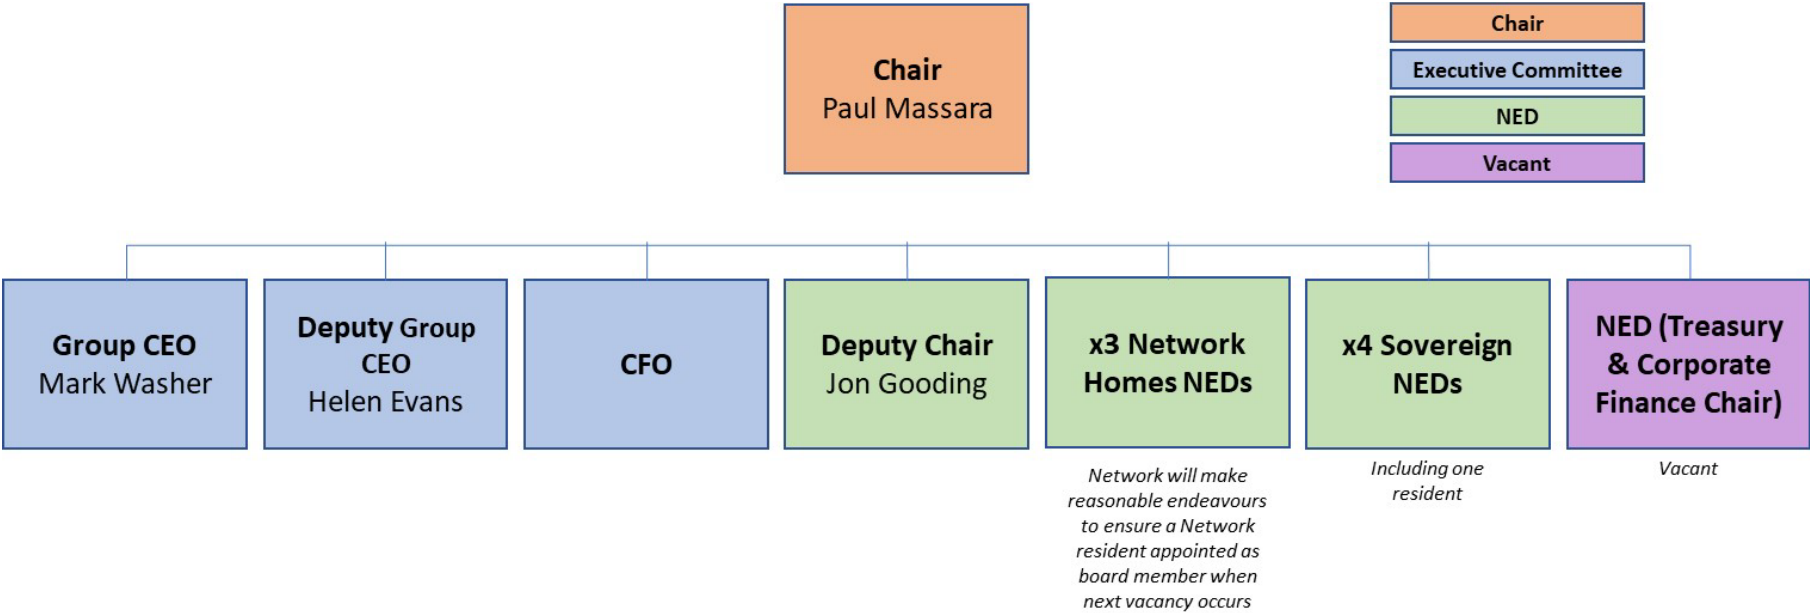 Chair
Paul Massara
Chair
Executive Committee
NED
Vacant
Group CEO
Mark Washer
Deputy Group
CEO
Helen Evans
CFO
Deputy Chair
Jon Gooding
x3 Network
Homes NEDs
x4 Sovereign
NEDs
NED (Treasury
& Corporate
Finance Chair)
Network will make
reasonable endeavours
to ensure a Network
resident appointed as
board member when
next vacancy occurs
Including one
resident
Vacant